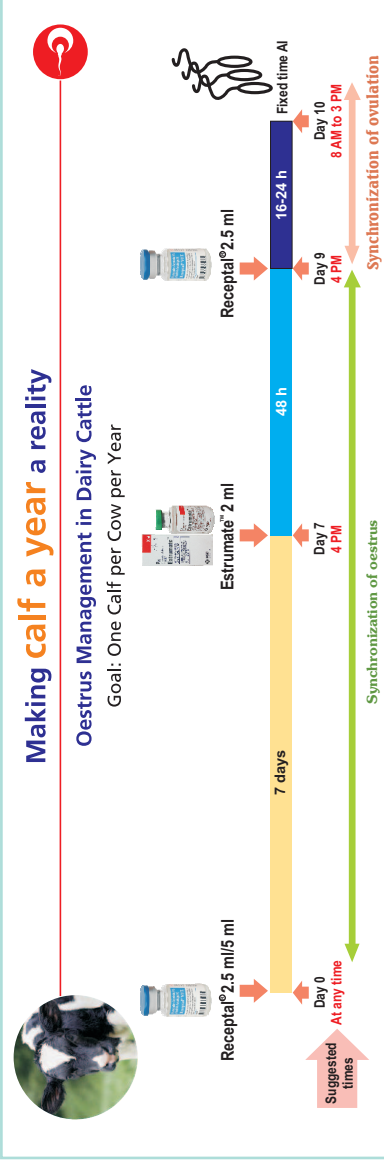 Making calf a year a reality
Oestrus Management in Dairy Cattle
Goal: One Calf per Cow per Year
Receptal®2.5 ml/5 ml
Estrumate™ 2 ml
Receptal®2.5 ml
7 days
48 h
16-24 h
Fixed time AI
Suggested
times
Day 0
At any time
Day 7
4 PM
Day 9
4 PM
Day 10
8 AM to 3 PM
Synchronization of oestrus
Synchronization of ovulation
Estrumate